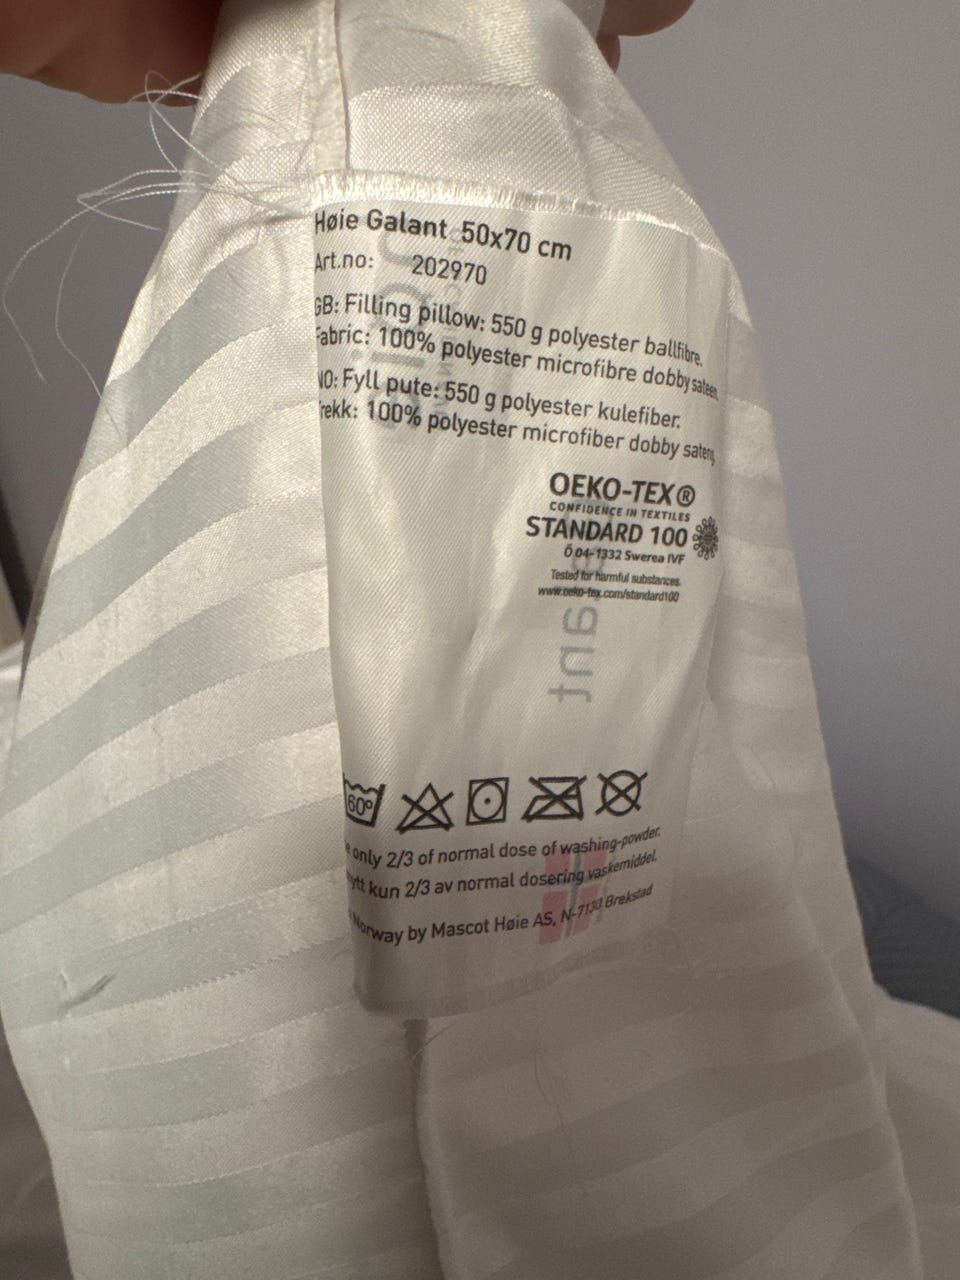 Høie Galant 50x70 cm
Art.no: 202970
GB: Filling pillow: 550 g polyester ballfibre.
Fabric: 100% polyester microfibre dobby sateen
NO: Fyll pute: 550 g polyester kulefiber.
Trekk: 100% polyester microfiber dobby sateng
OEKO-TEX®
CONFIDENCE IN TEXTILES
STANDARD 100
Ö 04-1332 Swerea IVF
Tested for harmful substances.
www.oeko-tex.com/standard100
60°
only 2/3 of normal dose of washing-powder.
kun 2/3 av normal dosering vaskemiddel.
Norway by Mascot Høie AS, N-7130 Brekstad